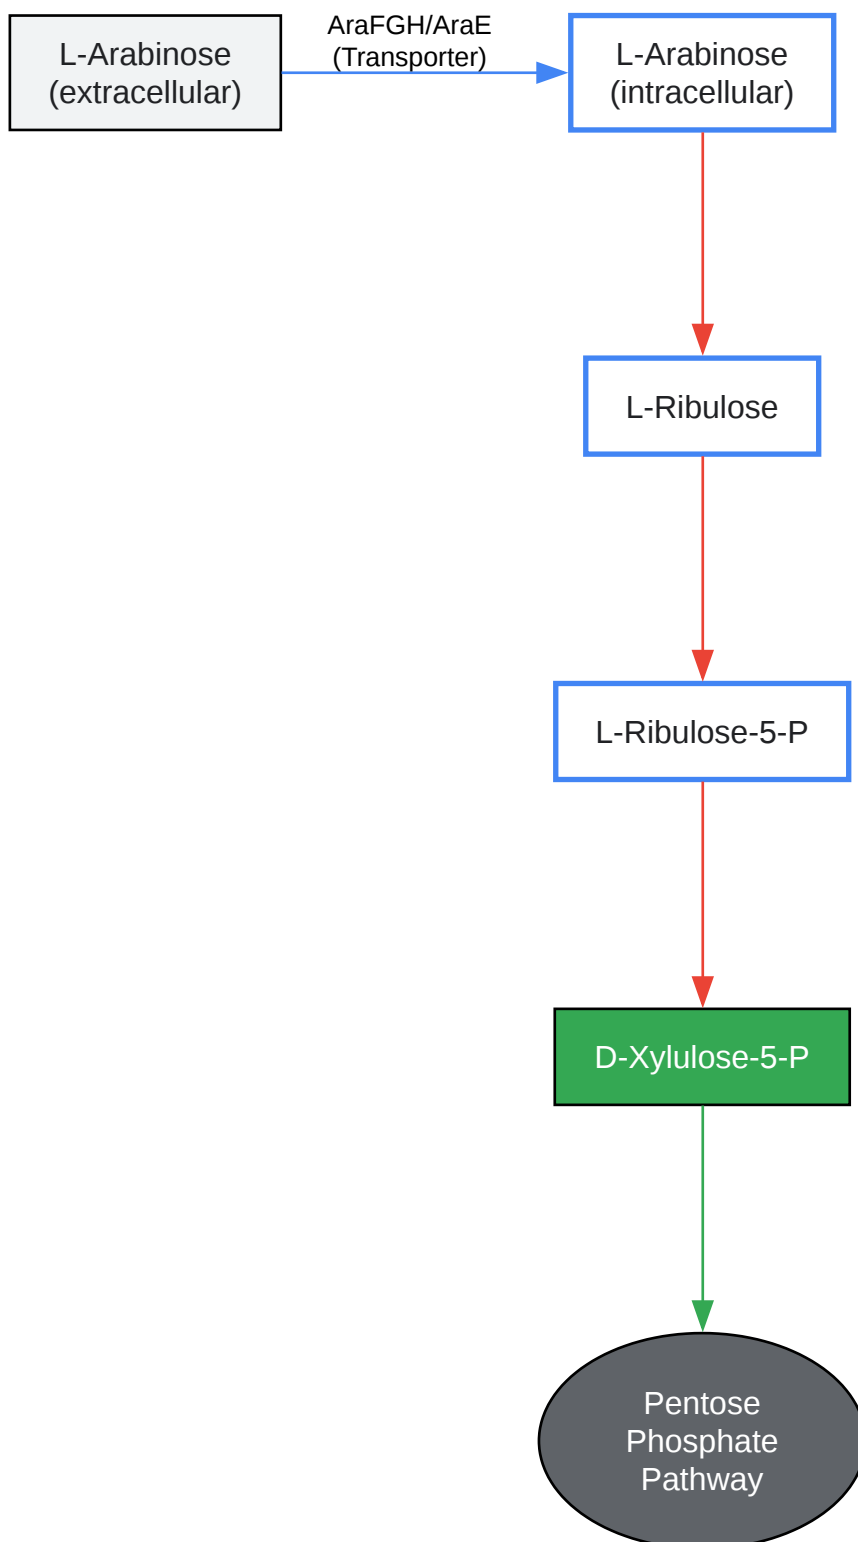 L-Arabinose
(extracellular)
AraFGH/AraE
(Transporter)
L-Arabinose
(intracellular)
L-Ribulose
L-Ribulose-5-P
D-Xylulose-5-P
Pentose
Phosphate
Pathway